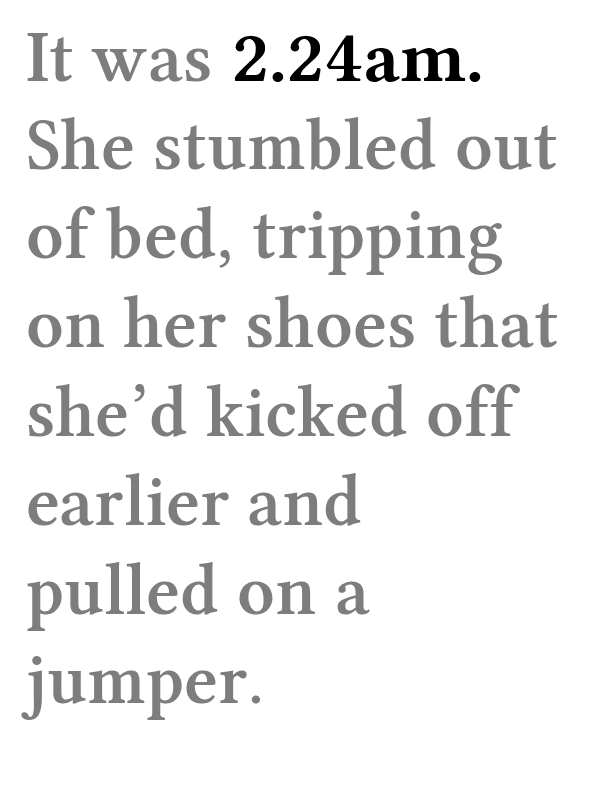 It was 2.24am.
She stumbled out
of bed, tripping
on her shoes that
she’d kicked off
earlier and
pulled on a
jumper.